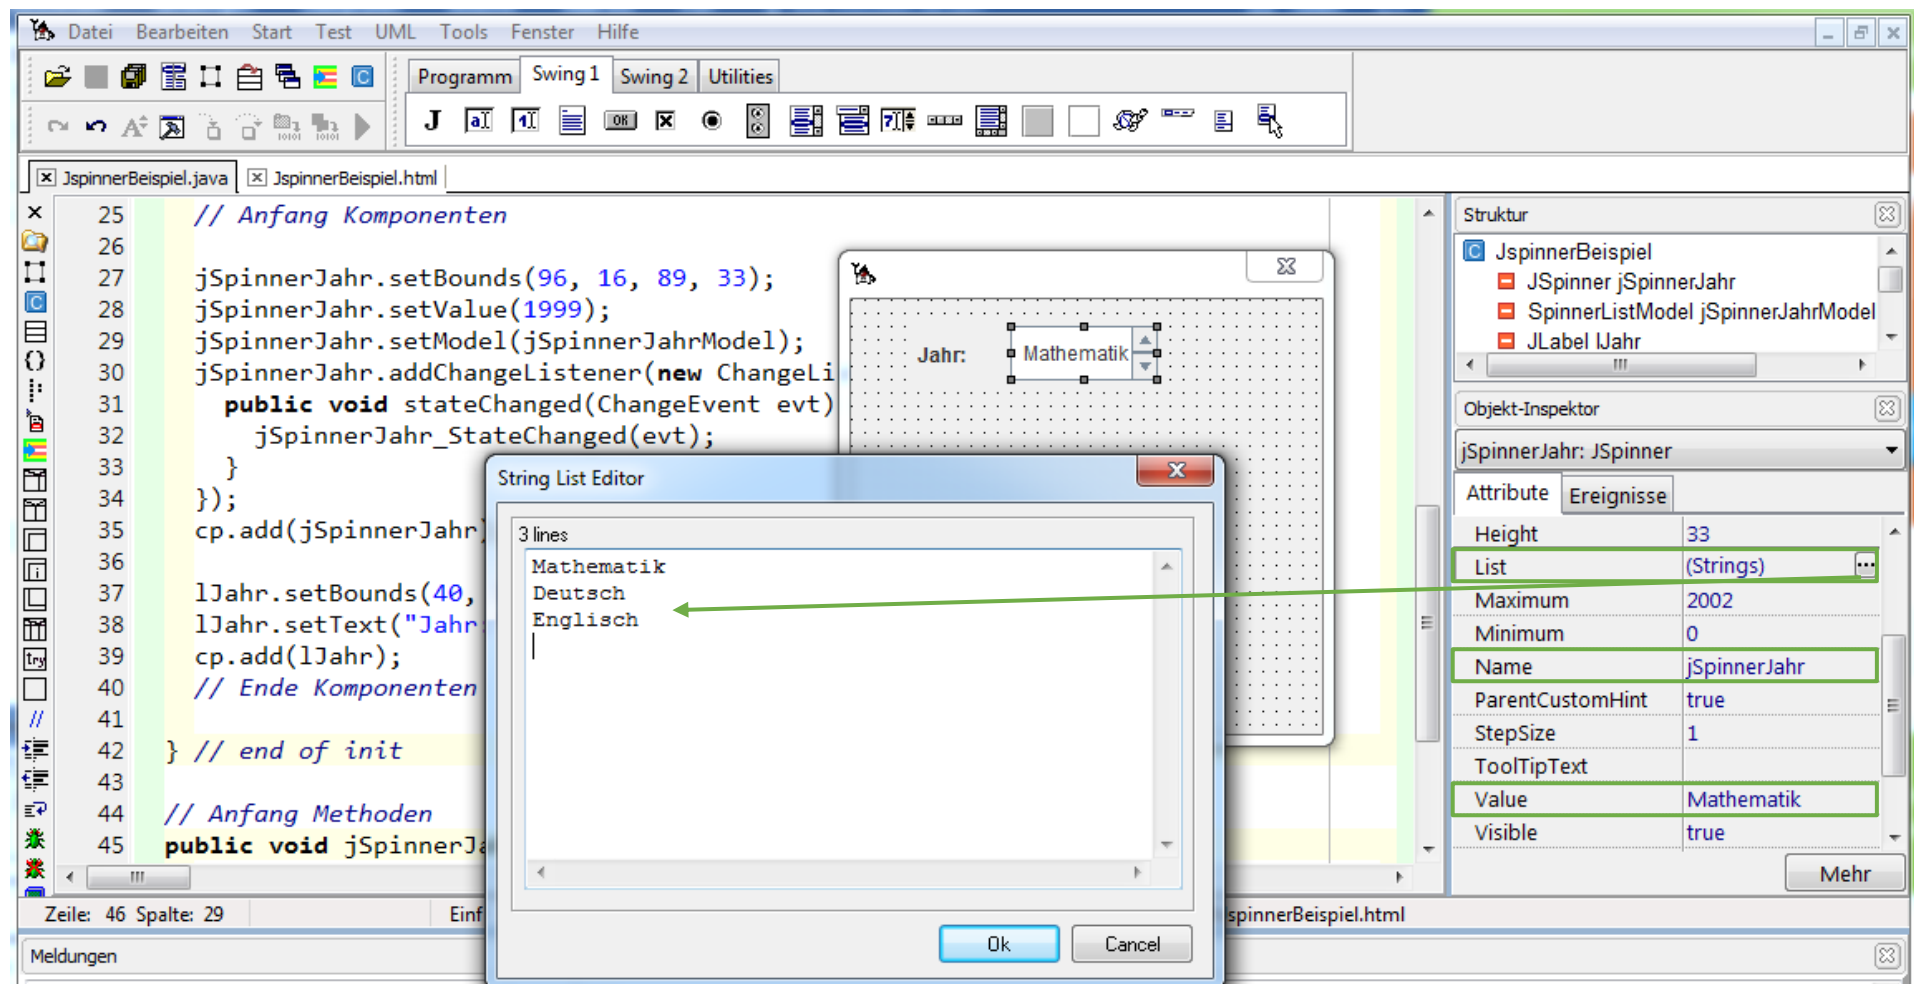 Datei Bearbeiten Start Test UML Tools Fenster Hilfe
Programm Swing 1 Swing 2 Utilities
JspinnerBeispiel.java JspinnerBeispiel.html
25 // Anfang Komponenten
26
27 jSpinnerJahr.setBounds(96, 16, 89, 33);
28 jSpinnerJahr.setValue(1999);
29 jSpinnerJahr.setModel(jSpinnerJahrModel);
30 jSpinnerJahr.addChangeListener(new ChangeLi
31 public void stateChanged(ChangeEvent evt)
32 jSpinnerJahr_StateChanged(evt);
33 }
34 });
35 cp.add(jSpinnerJahr)
36
37 lJahr.setBounds(40,
38 lJahr.setText("Jahr:
39 cp.add(lJahr);
40 // Ende Komponenten
41
42 } // end of init
43
44 // Anfang Methoden
45 public void jSpinnerJa
Jahr: Mathematik
String List Editor
3 lines
Mathematik
Deutsch
Englisch
Ok Cancel
Struktur
JspinnerBeispiel
JSpinner jSpinnerJahr
SpinnerListModel jSpinnerJahrModel
JLabel lJahr
Objekt-Inspektor
jSpinnerJahr: JSpinner
Attribute Ereignisse
Height 33
List (Strings) ...
Maximum 2002
Minimum 0
Name jSpinnerJahr
ParentCustomHint true
StepSize 1
ToolTipText
Value Mathematik
Visible true
Mehr
Zeile: 46 Spalte: 29 Einf spinnerBeispiel.html
Meldungen